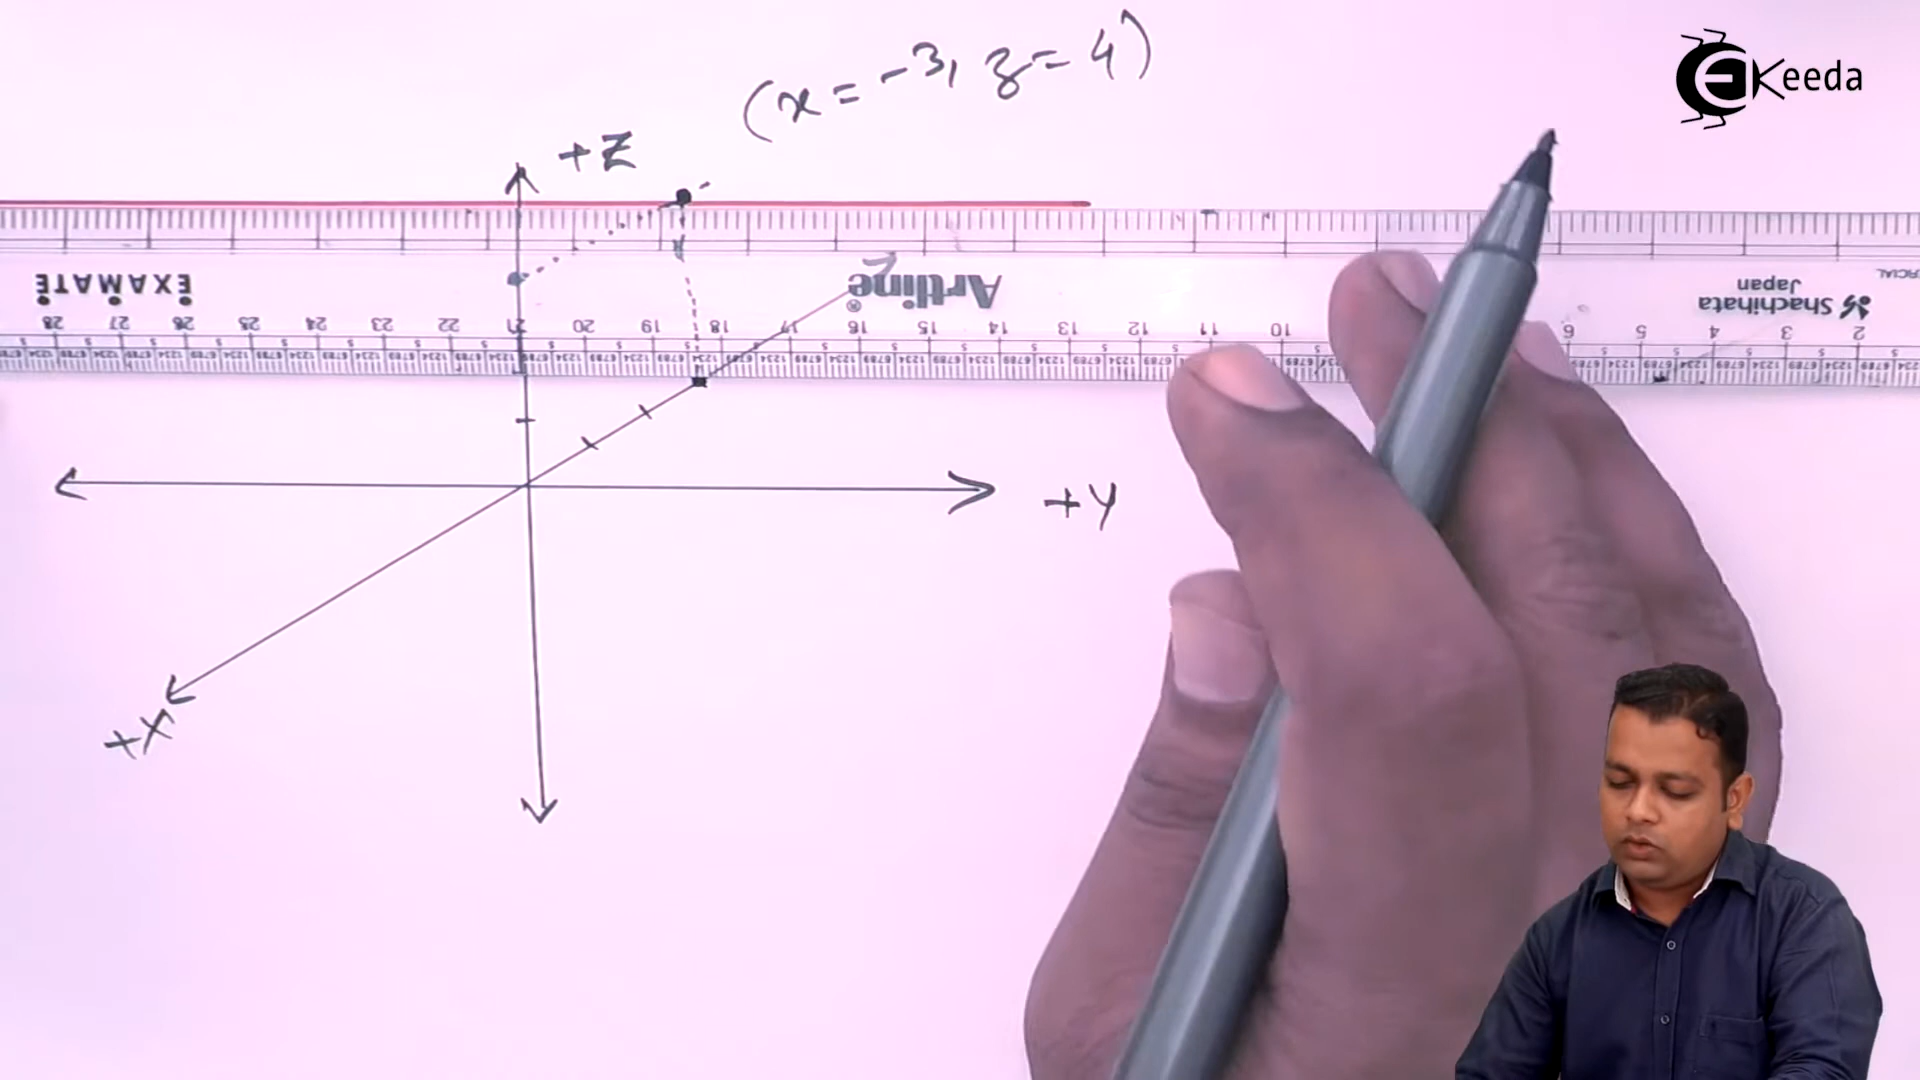 (x = -3, z = 4)
EKeeda
+Z
EXAMATE
Artline®
Shachihata
Japan
28 27 26 25 24 23 22 21 20 19 18 17 16 15 14 13 12 11 10 6 5 4 3 2
+Y
+X